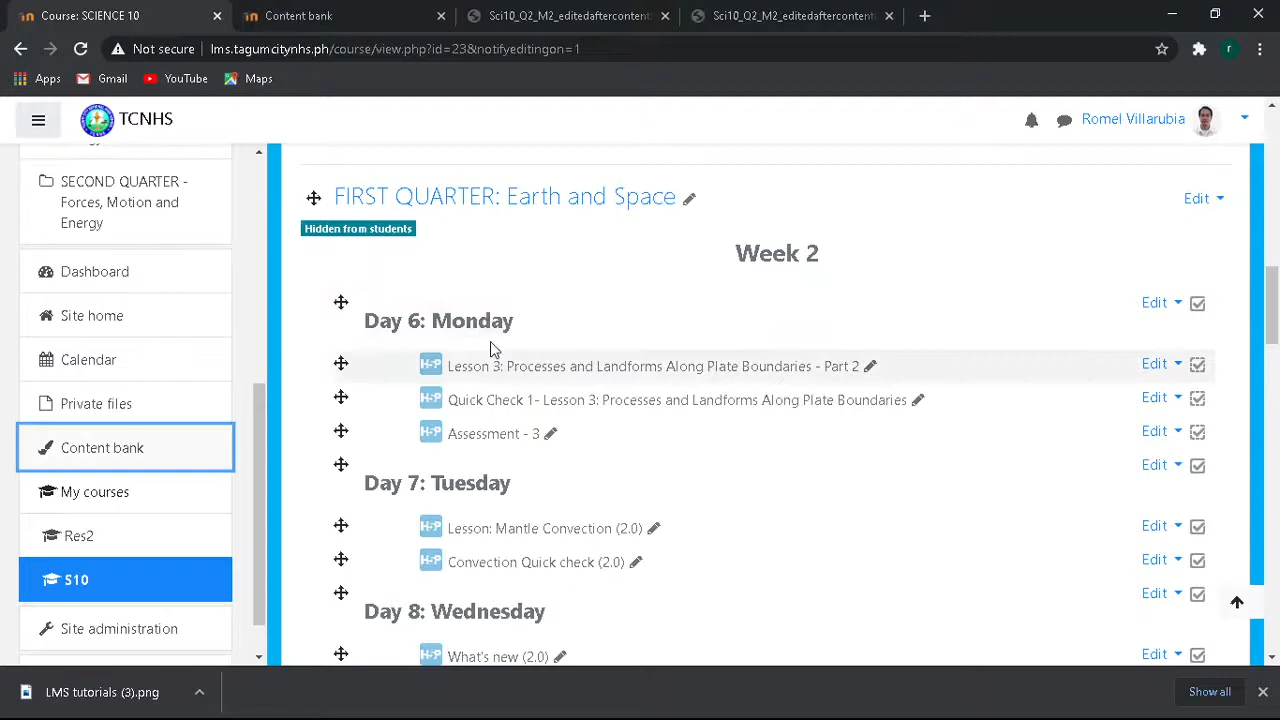 Course: SCIENCE 10
Content bank
Sci10_Q2_M2_editedaftercontent
Sci10_Q2_M2_editedaftercontent
Not secure
lms.tagumcitynhs.ph/course/view.php?id=23&notifyeditingon=1
r
Apps
Gmail
YouTube
Maps
TCNHS
Romel Villarubia
SECOND QUARTER -
Forces, Motion and
Energy
Dashboard
Site home
Calendar
Private files
Content bank
My courses
Res2
S10
Site administration
FIRST QUARTER: Earth and Space
Edit
Hidden from students
Week 2
Edit
Day 6: Monday
H5P Lesson 3: Processes and Landforms Along Plate Boundaries - Part 2
Edit
H5P Quick Check 1- Lesson 3: Processes and Landforms Along Plate Boundaries
Edit
H5P Assessment - 3
Edit
Edit
Day 7: Tuesday
H5P Lesson: Mantle Convection (2.0)
Edit
H5P Convection Quick check (2.0)
Edit
Edit
Day 8: Wednesday
H5P What's new (2.0)
Edit
LMS tutorials (3).png
Show all